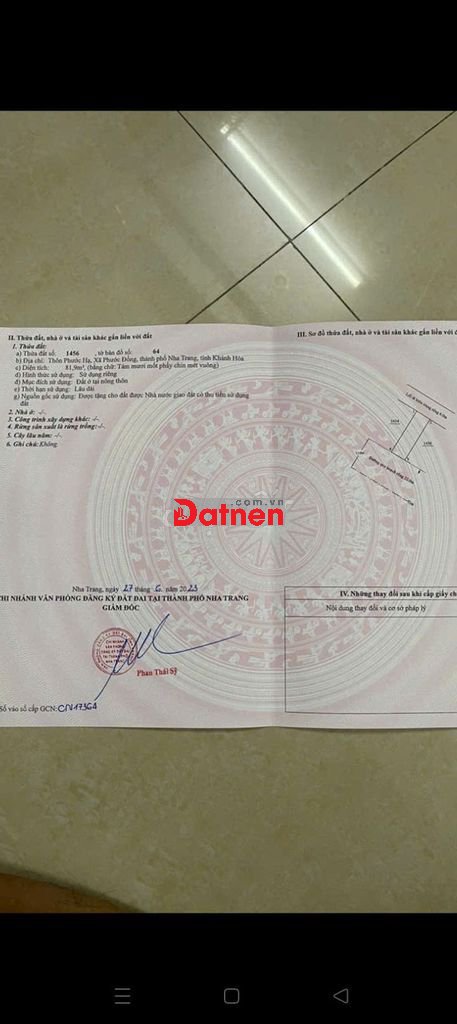 II. Thửa đất, nhà ở và tài sản khác gắn liền với đất
1. Thửa đất:
a) Thửa đất số: 1456 , tờ bản đồ số: 64
b) Địa chỉ: Thôn Phước Hạ, Xã Phước Đồng, thành phố Nha Trang, tỉnh Khánh Hòa
c) Diện tích: 81,9m², (bằng chữ: Tám mươi mốt phẩy chín mét vuông)
d) Hình thức sử dụng: Sử dụng riêng
đ) Mục đích sử dụng: Đất ở tại nông thôn
e) Thời hạn sử dụng: Lâu dài
g) Nguồn gốc sử dụng: Được tặng cho đất được Nhà nước giao đất có thu tiền sử dụng
đất
2. Nhà ở: -/-
3. Công trình xây dựng khác: -/-
4. Rừng sản xuất là rừng trồng: -/-
5. Cây lâu năm: -/-
6. Ghi chú: Không.
III. Sơ đồ thửa đất, nhà ở và tài sản khác gắn liền với đ
.com.vn
Datnen
Nha Trang, ngày 27 tháng 6 năm 2023
CHI NHÁNH VĂN PHÒNG ĐĂNG KÝ ĐẤT ĐAI TẠI THÀNH PHỐ NHA TRANG
GIÁM ĐỐC
Phan Thái Sỹ
Số vào sổ cấp GCN: CN17364
IV. Những thay đổi sau khi cấp giấy ch
Nội dung thay đổi và cơ sở pháp lý